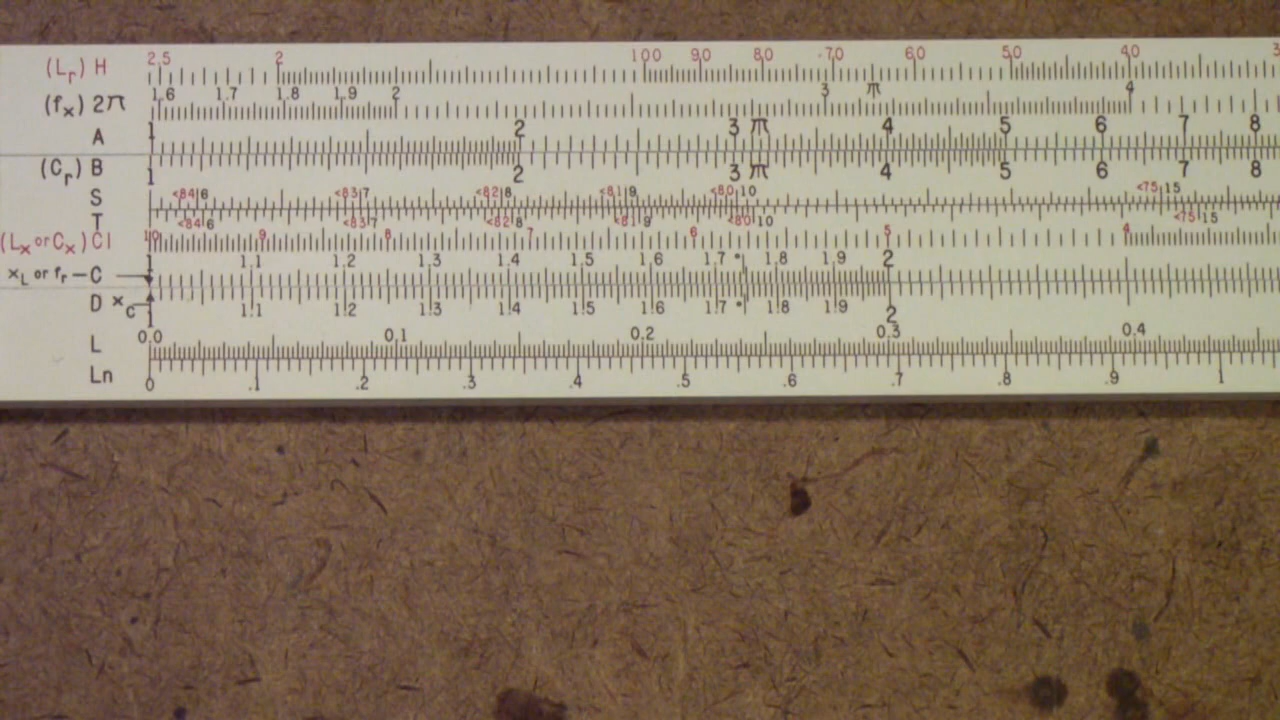 (Lr) H 2.5 2 100 90 80 70 60 50 40 3
(fx) 2π 1.6 1.7 1.8 1.9 2 3 π 4
A 1 2 3 π 4 5 6 7 8
(Cr) B 1 2 3 π 4 5 6 7 8
S <84|6 <83|7 <82|8 <81|9 <80|10 <75|15
T <84|6 <83|7 <82|8 <81|9 <80|10 <75|15
(Lx or Cx) CI 10 9 8 7 6 5 4
xL or fr — C 1 1.1 1.2 1.3 1.4 1.5 1.6 1.7 1.8 1.9 2
D xc 1 1.1 1.2 1.3 1.4 1.5 1.6 1.7 1.8 1.9 2
L 0.0 0.1 0.2 0.3 0.4
Ln 0 .1 .2 .3 .4 .5 .6 .7 .8 .9 1